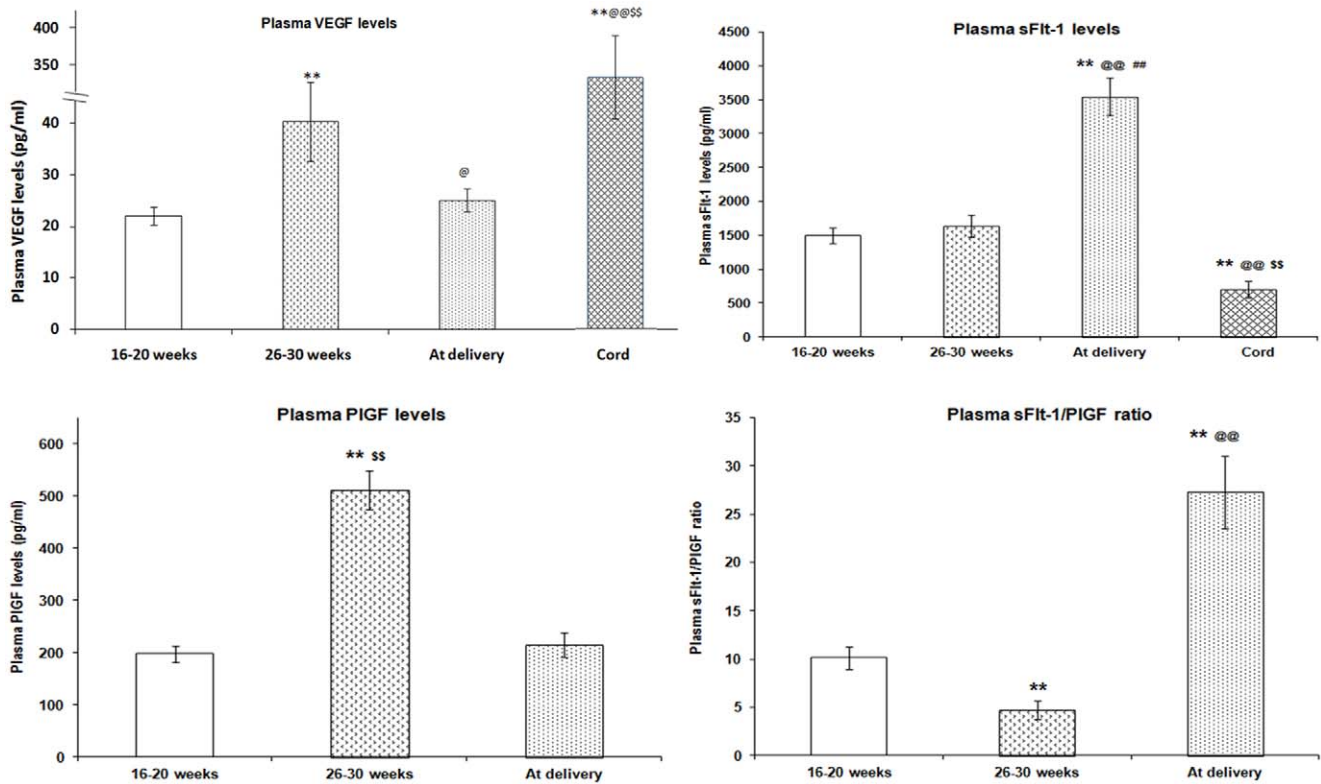 Plasma VEGF levels
Plasma VEGF levels (pg/ml)
400
350
40
30
20
10
0
**
@
**@@$$
16-20 weeks
26-30 weeks
At delivery
Cord
Plasma sFlt-1 levels
Plasma sFlt-1 levels (pg/ml)
4500
4000
3500
3000
2500
2000
1500
1000
500
0
** @@ ##
** @@ $$
16-20 weeks
26-30 weeks
At delivery
Cord
Plasma PIGF levels
Plasma PIGF levels (pg/ml)
600
500
400
300
200
100
0
** $$
16-20 weeks
26-30 weeks
At delivery
Plasma sFlt-1/PIGF ratio
Plasma sFlt-1/PIGF ratio
35
30
25
20
15
10
5
0
**
** @@
16-20 weeks
26-30 weeks
At delivery